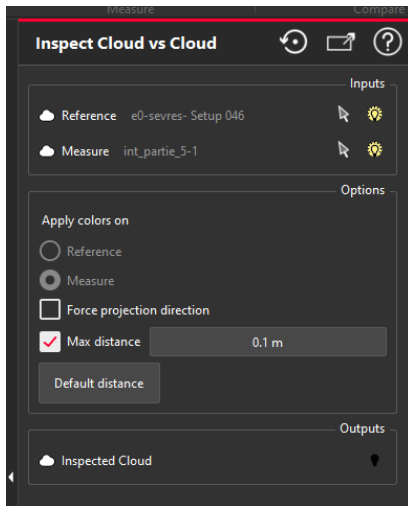 Measure Compare
Inspect Cloud vs Cloud ?
Inputs
Reference e0-sevres- Setup 046
Measure int_partie_5-1
Options
Apply colors on
Reference
Measure
Force projection direction
Max distance 0.1 m
Default distance
Outputs
Inspected Cloud